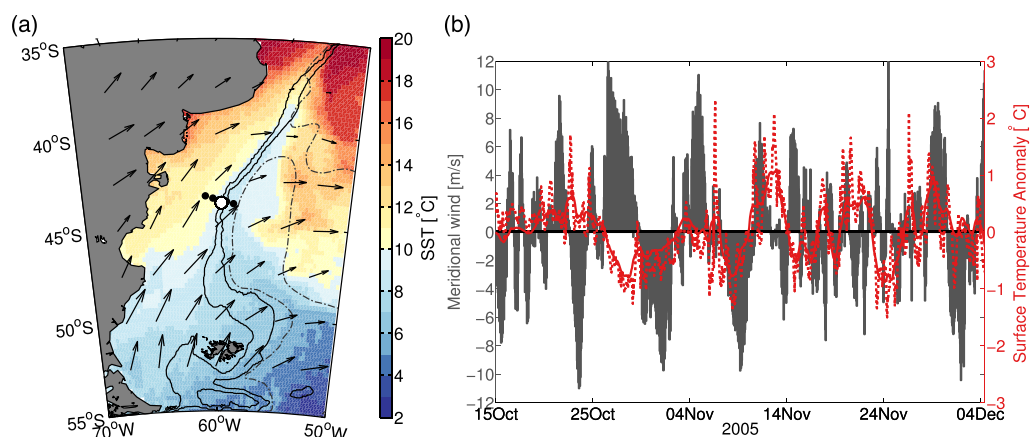 (a)
35°S
40°S
45°S
50°S
55°S
70°W
60°W
50°W
20
18
16
14
12
10
8
6
4
2
SST [°C]
(b)
12
10
8
6
4
2
0
−2
−4
−6
−8
−10
−12
Meridional wind [m/s]
3
2
1
0
−1
−2
−3
Surface Temperature Anomaly [°C]
15Oct
25Oct
04Nov
14Nov
24Nov
04Dec
2005